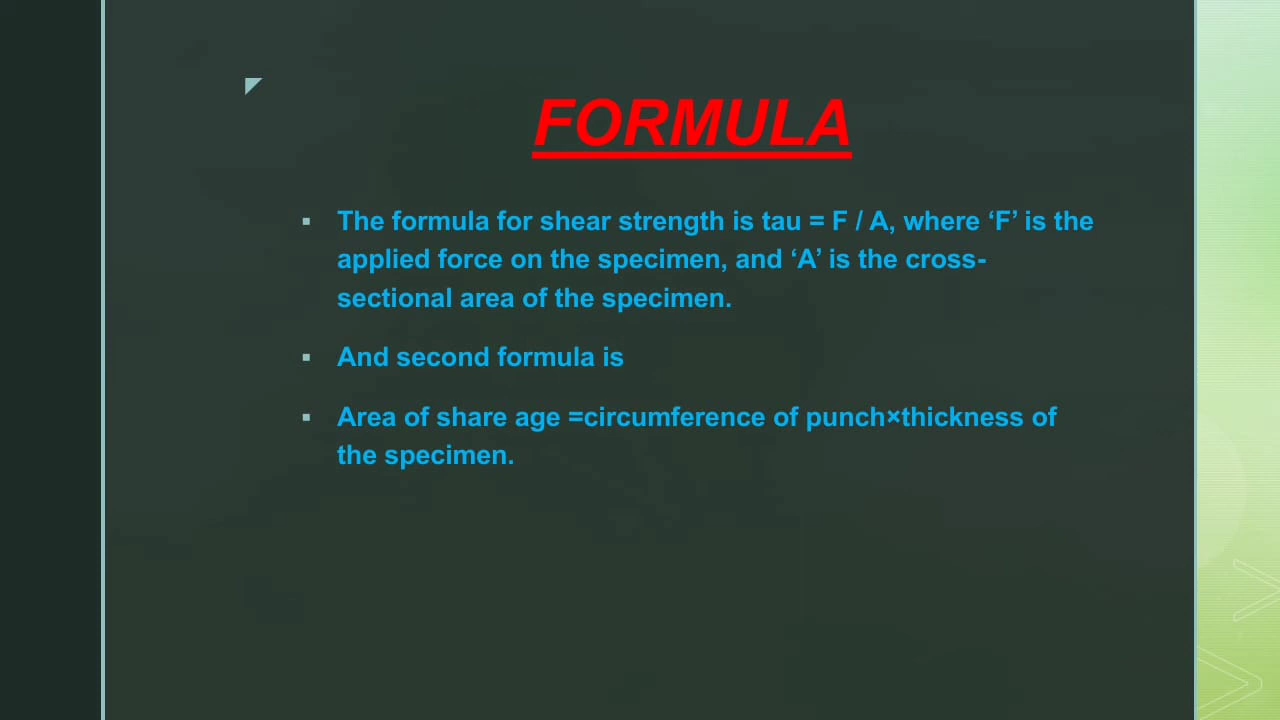 FORMULA
▪ The formula for shear strength is tau = F / A, where ‘F’ is the
applied force on the specimen, and ‘A’ is the cross-
sectional area of the specimen.
▪ And second formula is
▪ Area of share age =circumference of punch×thickness of
the specimen.